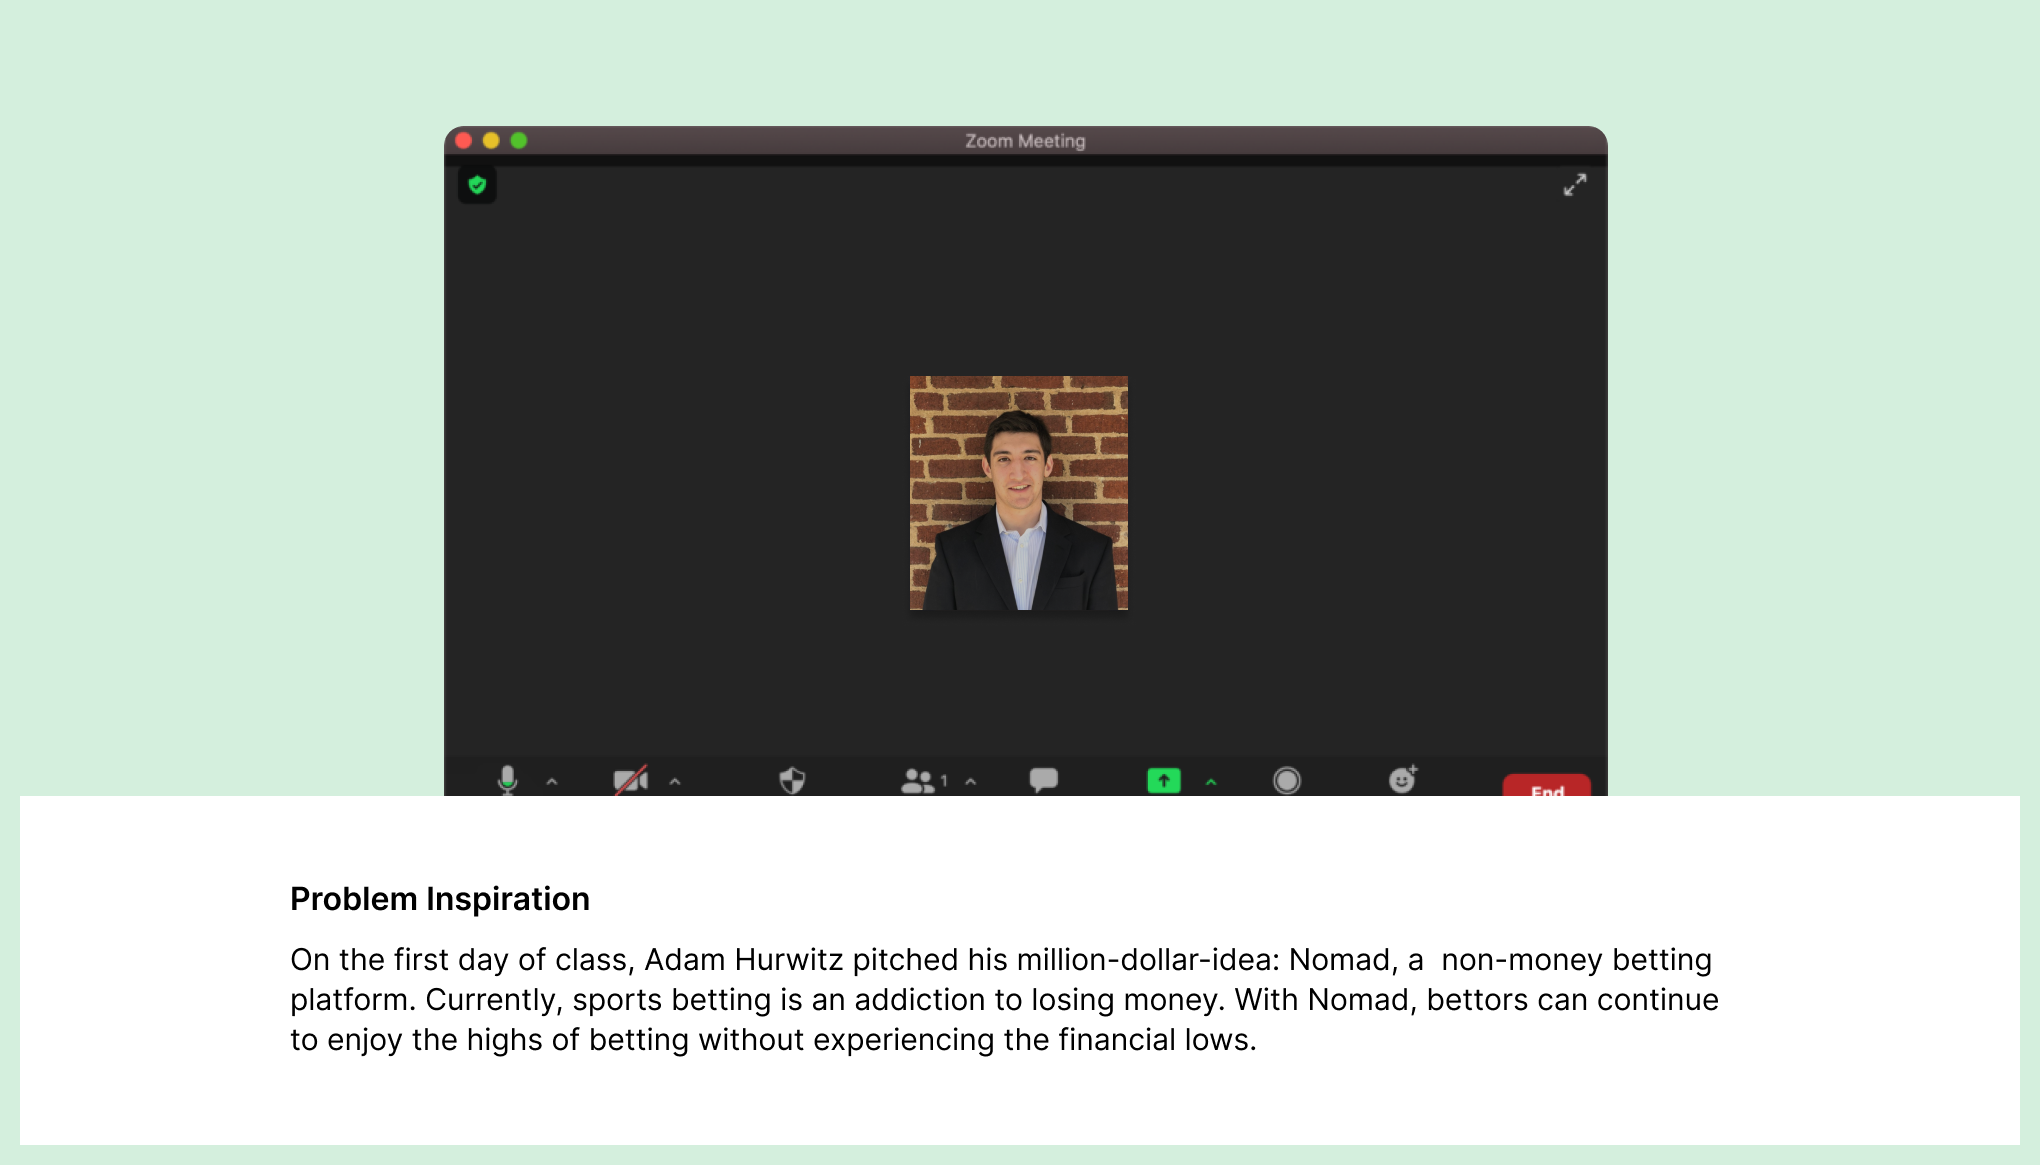 Zoom Meeting
1
End
Problem Inspiration
On the first day of class, Adam Hurwitz pitched his million-dollar-idea: Nomad, a  non-money betting
platform. Currently, sports betting is an addiction to losing money. With Nomad, bettors can continue
to enjoy the highs of betting without experiencing the financial lows.